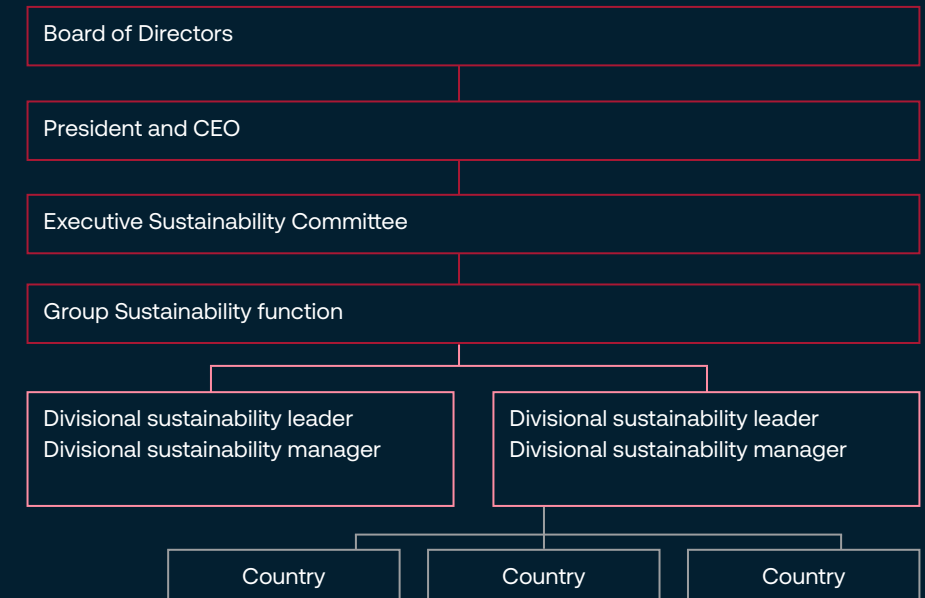 Board of Directors
President and CEO
Executive Sustainability Committee
Group Sustainability function
Divisional sustainability leader
Divisional sustainability manager
Divisional sustainability leader
Divisional sustainability manager
Country
Country
Country